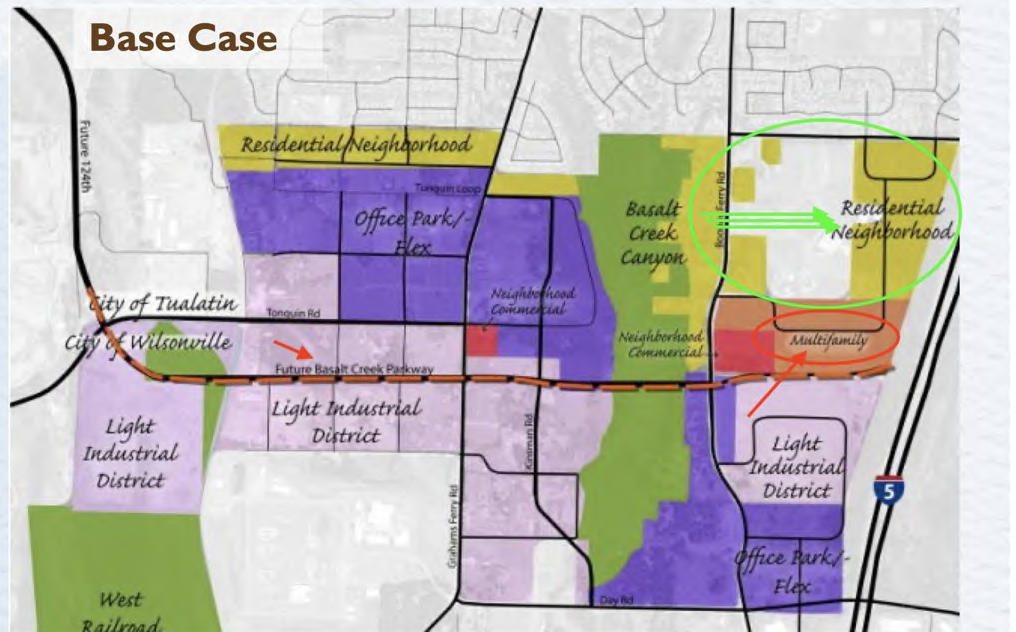 Base Case
Future 124th
Residential Neighborhood
Tonquin Loop
Office Park/-
Flex
Basalt
Creek
Canyon
Ferry Rd
Residential
Neighborhood
City of Tualatin
Neighborhood
Commercial
Tonquin Rd
City of Wilsonville
Neighborhood
Commercial
Multifamily
Future Basalt Creek Parkway
Light
Industrial
District
Light Industrial
District
Kinsman Rd
Light
Industrial
District
5
Grahams Ferry Rd
Office Park/-
Flex
Day Rd
West
Railroad